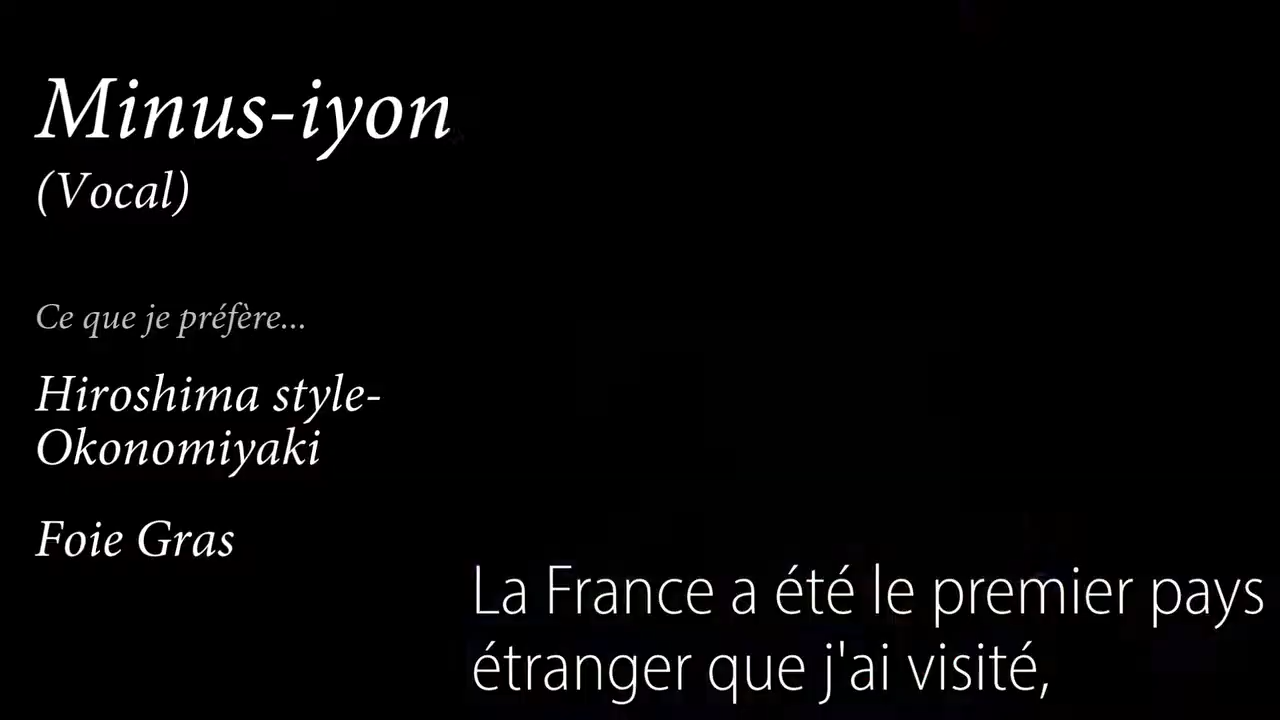 Minus-iyon
(Vocal)
Ce que je préfère...
Hiroshima style-
Okonomiyaki
Foie Gras
La France a été le premier pays
étranger que j'ai visité,